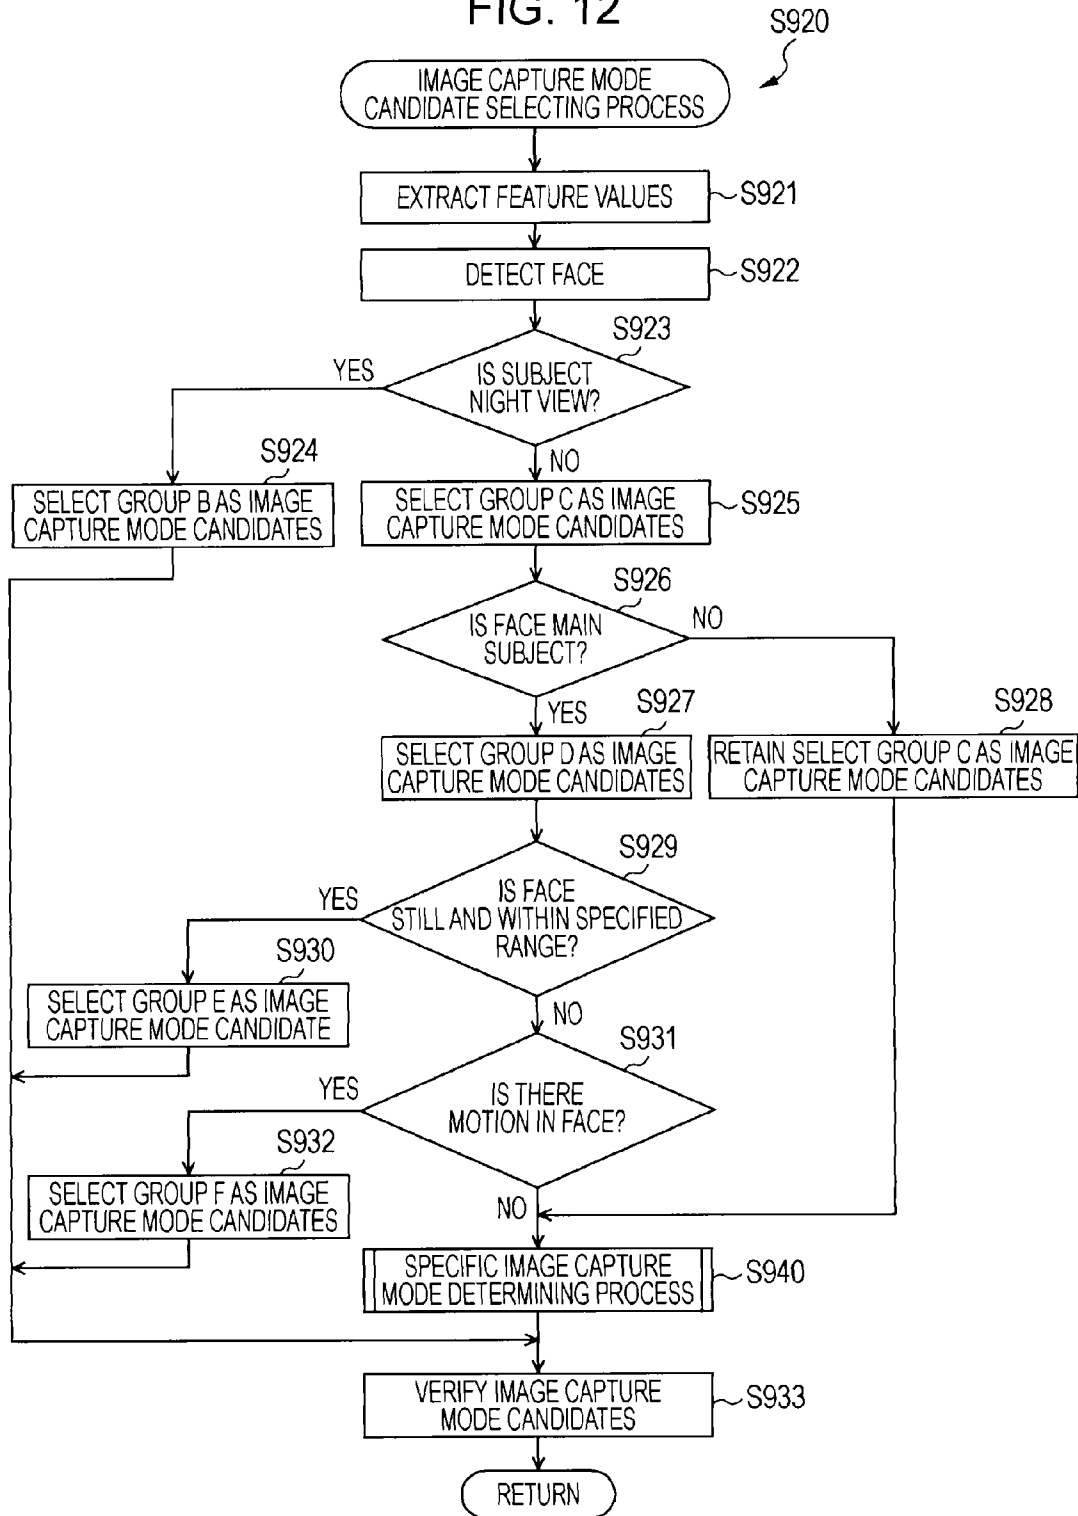 FIG. 12
S920
IMAGE CAPTURE MODE
CANDIDATE SELECTING PROCESS
EXTRACT FEATURE VALUES
S921
DETECT FACE
S922
S923
IS SUBJECT
NIGHT VIEW?
YES
NO
S924
SELECT GROUP B AS IMAGE
CAPTURE MODE CANDIDATES
SELECT GROUP C AS IMAGE
CAPTURE MODE CANDIDATES
S925
S926
IS FACE MAIN
SUBJECT?
NO
YES
S927
SELECT GROUP D AS IMAGE
CAPTURE MODE CANDIDATES
S928
RETAIN SELECT GROUP C AS IMAGE
CAPTURE MODE CANDIDATES
S929
IS FACE
STILL AND WITHIN SPECIFIED
RANGE?
YES
NO
S930
SELECT GROUP E AS IMAGE
CAPTURE MODE CANDIDATE
S931
IS THERE
MOTION IN FACE?
YES
NO
S932
SELECT GROUP F AS IMAGE
CAPTURE MODE CANDIDATES
SPECIFIC IMAGE CAPTURE
MODE DETERMINING PROCESS
S940
VERIFY IMAGE CAPTURE
MODE CANDIDATES
S933
RETURN